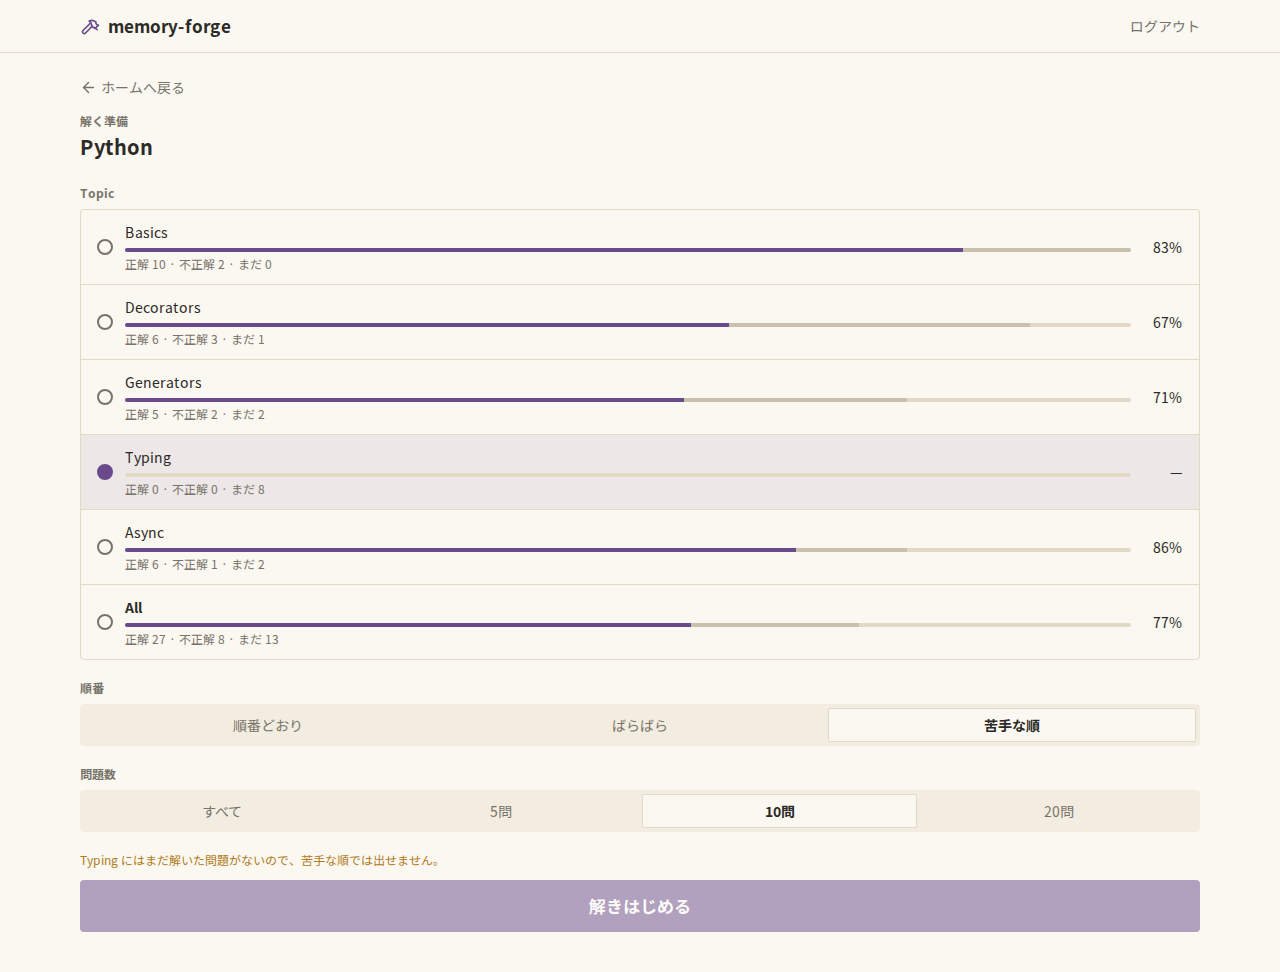 memory-forge
ログアウト
← ホームへ戻る
解く準備
Python
Topic
Basics
83%
正解 10 · 不正解 2 · まだ 0
Decorators
67%
正解 6 · 不正解 3 · まだ 1
Generators
71%
正解 5 · 不正解 2 · まだ 2
Typing
—
正解 0 · 不正解 0 · まだ 8
Async
86%
正解 6 · 不正解 1 · まだ 2
All
77%
正解 27 · 不正解 8 · まだ 13
順番
順番どおり ばらばら 苦手な順
問題数
すべて 5問 10問 20問
Typing にはまだ解いた問題がないので、苦手な順では出せません。
解きはじめる